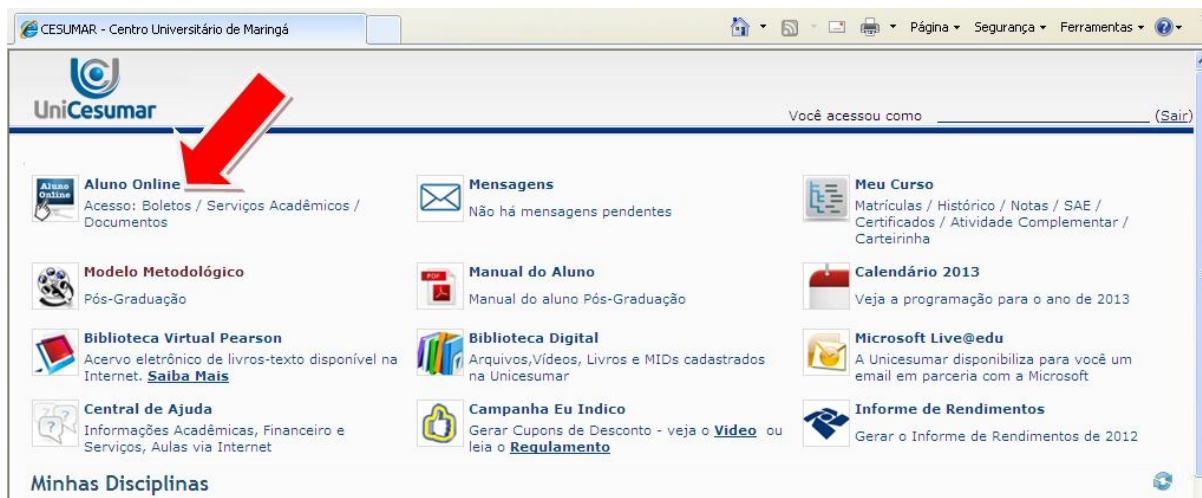 CESUMAR - Centro Universitário de Maringá
Página Segurança Ferramentas
UniCesumar
Você acessou como (Sair)
Aluno Online
Aluno Online
Acesso: Boletos / Serviços Acadêmicos /
Documentos
Mensagens
Não há mensagens pendentes
Meu Curso
Matrículas / Histórico / Notas / SAE /
Certificados / Atividade Complementar /
Carteirinha
Modelo Metodológico
Pós-Graduação
PDF
Manual do Aluno
Manual do aluno Pós-Graduação
Calendário 2013
Veja a programação para o ano de 2013
Biblioteca Virtual Pearson
Acervo eletrônico de livros-texto disponível na
Internet. Saiba Mais
Biblioteca Digital
Arquivos,Vídeos, Livros e MIDs cadastrados
na Unicesumar
Microsoft Live@edu
A Unicesumar disponibiliza para você um
email em parceria com a Microsoft
Central de Ajuda
Informações Acadêmicas, Financeiro e
Serviços, Aulas via Internet
Campanha Eu Indico
Gerar Cupons de Desconto - veja o Video ou
leia o Regulamento
Informe de Rendimentos
Gerar o Informe de Rendimentos de 2012
Minhas Disciplinas